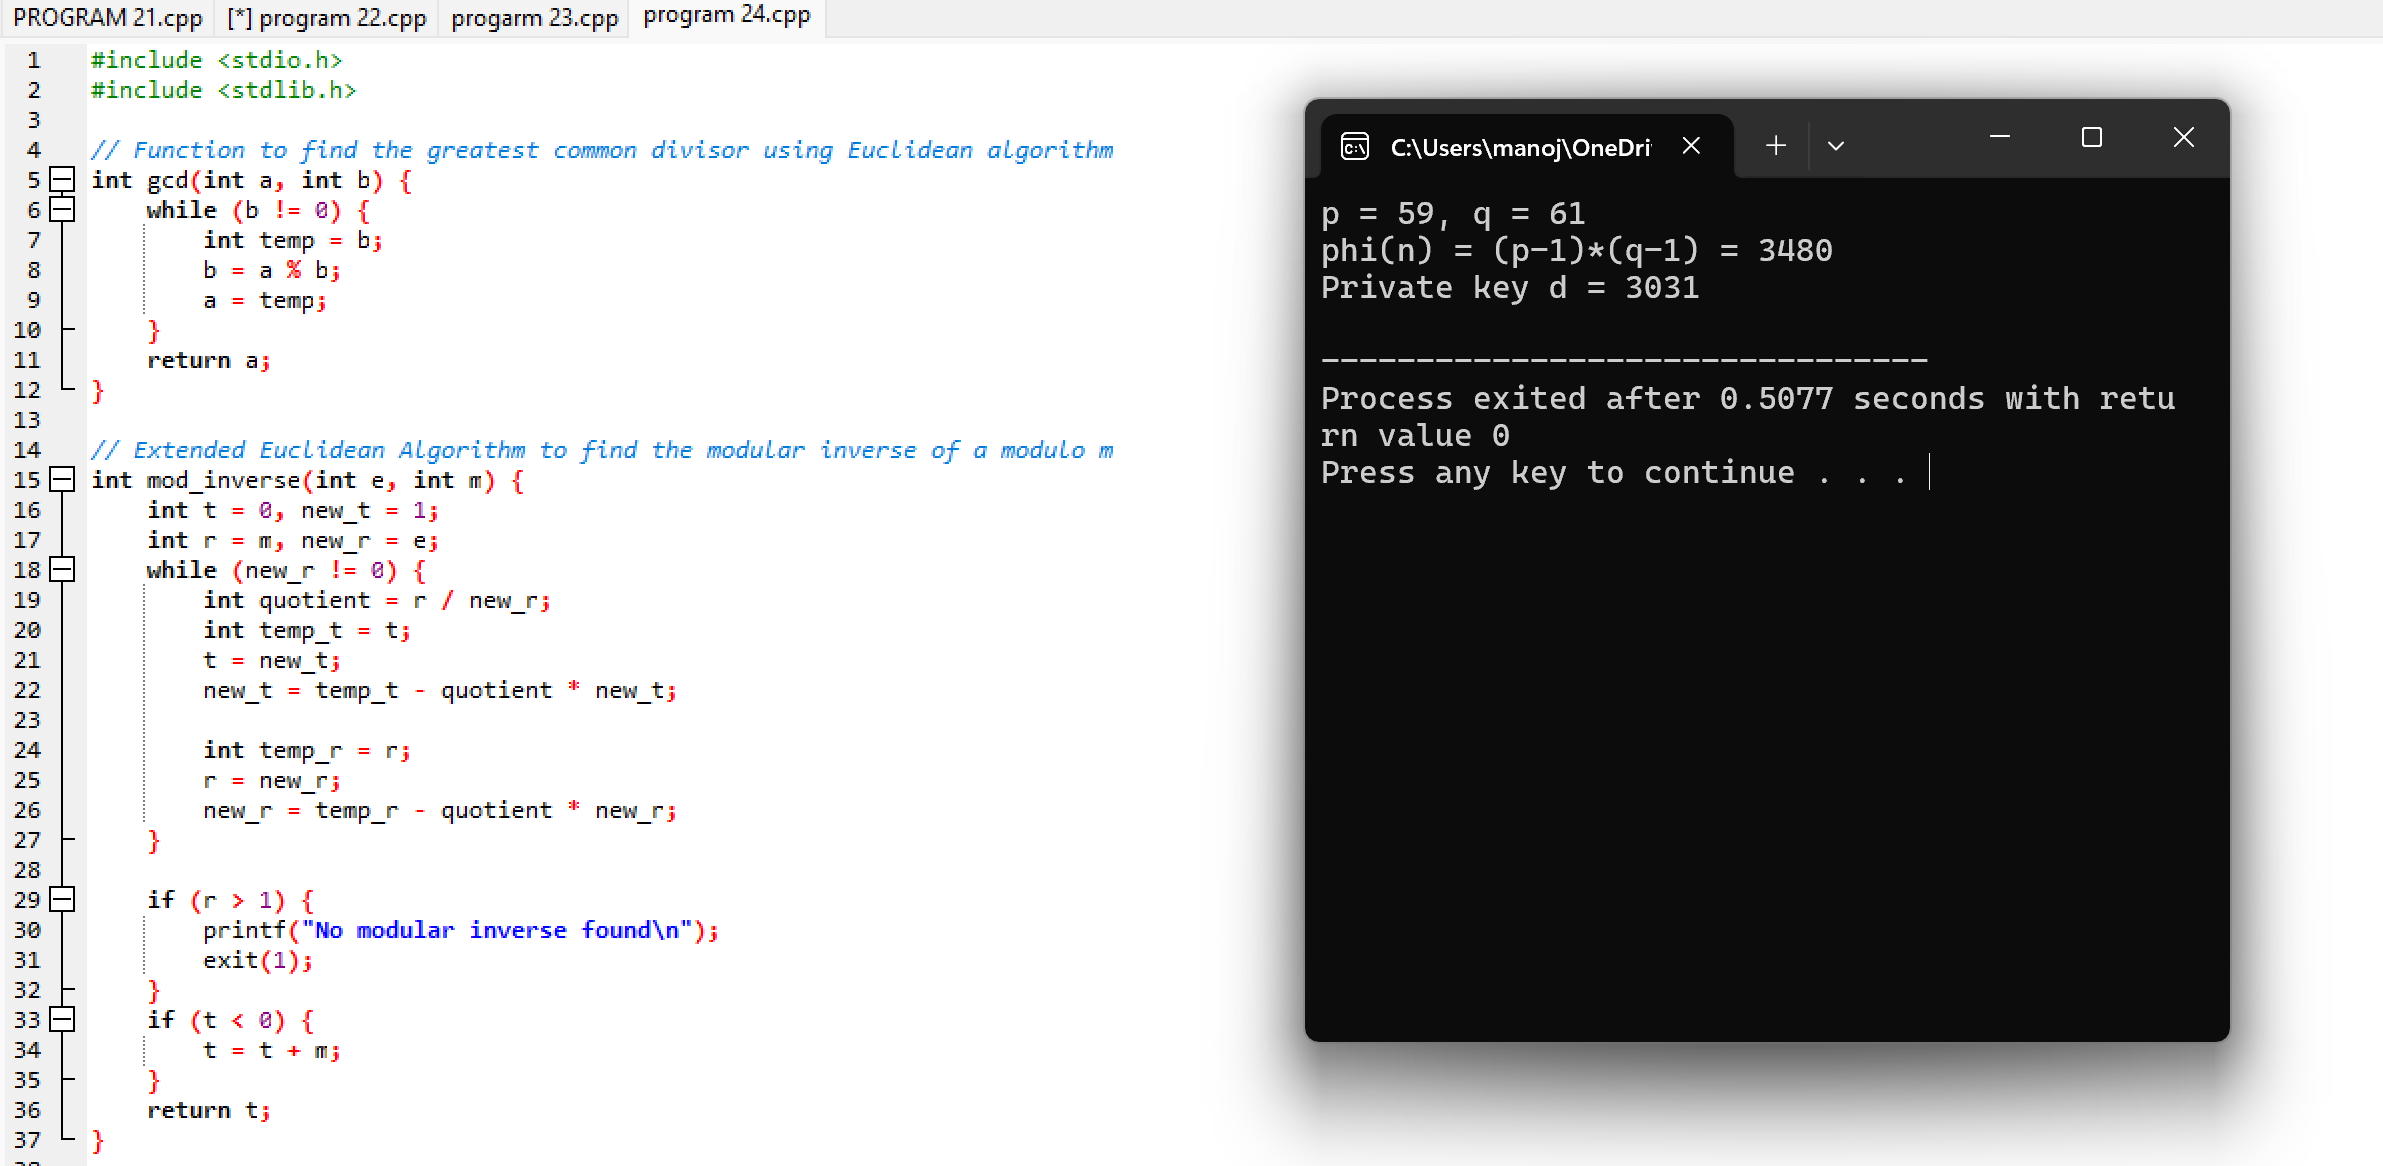 PROGRAM 21.cpp [*] program 22.cpp progarm 23.cpp program 24.cpp
1 #include <stdio.h>
2 #include <stdlib.h>
3
4 // Function to find the greatest common divisor using Euclidean algorithm
5 int gcd(int a, int b) {
6     while (b != 0) {
7         int temp = b;
8         b = a % b;
9         a = temp;
10     }
11     return a;
12 }
13
14 // Extended Euclidean Algorithm to find the modular inverse of a modulo m
15 int mod_inverse(int e, int m) {
16     int t = 0, new_t = 1;
17     int r = m, new_r = e;
18     while (new_r != 0) {
19         int quotient = r / new_r;
20         int temp_t = t;
21         t = new_t;
22         new_t = temp_t - quotient * new_t;
23
24         int temp_r = r;
25         r = new_r;
26         new_r = temp_r - quotient * new_r;
27     }
28
29     if (r > 1) {
30         printf("No modular inverse found\n");
31         exit(1);
32     }
33     if (t < 0) {
34         t = t + m;
35     }
36     return t;
37 }
C:\Users\manoj\OneDri
p = 59, q = 61
phi(n) = (p-1)*(q-1) = 3480
Private key d = 3031
--------------------------------
Process exited after 0.5077 seconds with retu
rn value 0
Press any key to continue . . .